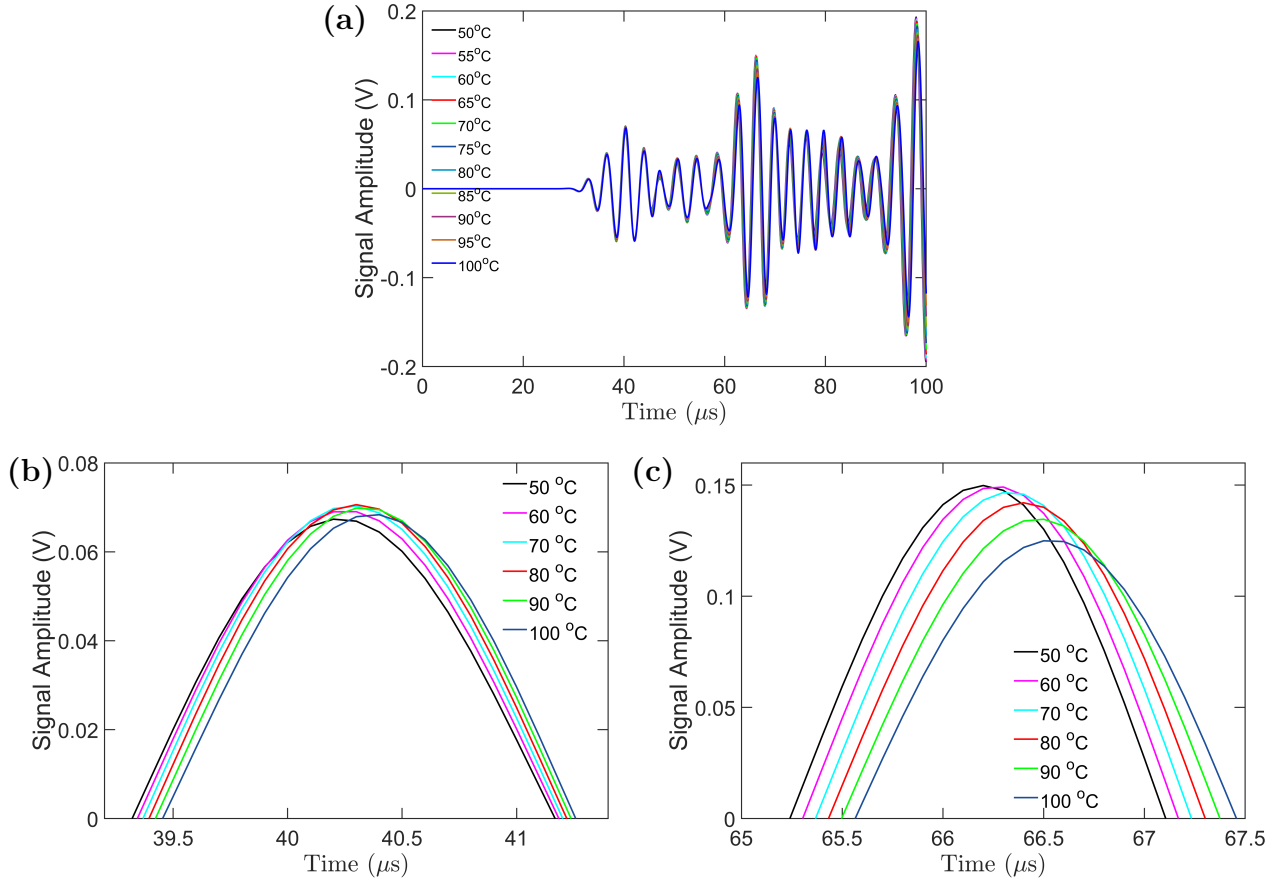 (a)
Signal Amplitude (V)
0.2
0.1
0
-0.1
-0.2
50°C
55°C
60°C
65°C
70°C
75°C
80°C
85°C
90°C
95°C
100°C
0 20 40 60 80 100
Time (μs)
(b)
Signal Amplitude (V)
0.08
0.06
0.04
0.02
0
50 °C
60 °C
70 °C
80 °C
90 °C
100 °C
39.5 40 40.5 41
Time (μs)
(c)
Signal Amplitude (V)
0.15
0.1
0.05
0
50 °C
60 °C
70 °C
80 °C
90 °C
100 °C
65 65.5 66 66.5 67 67.5
Time (μs)